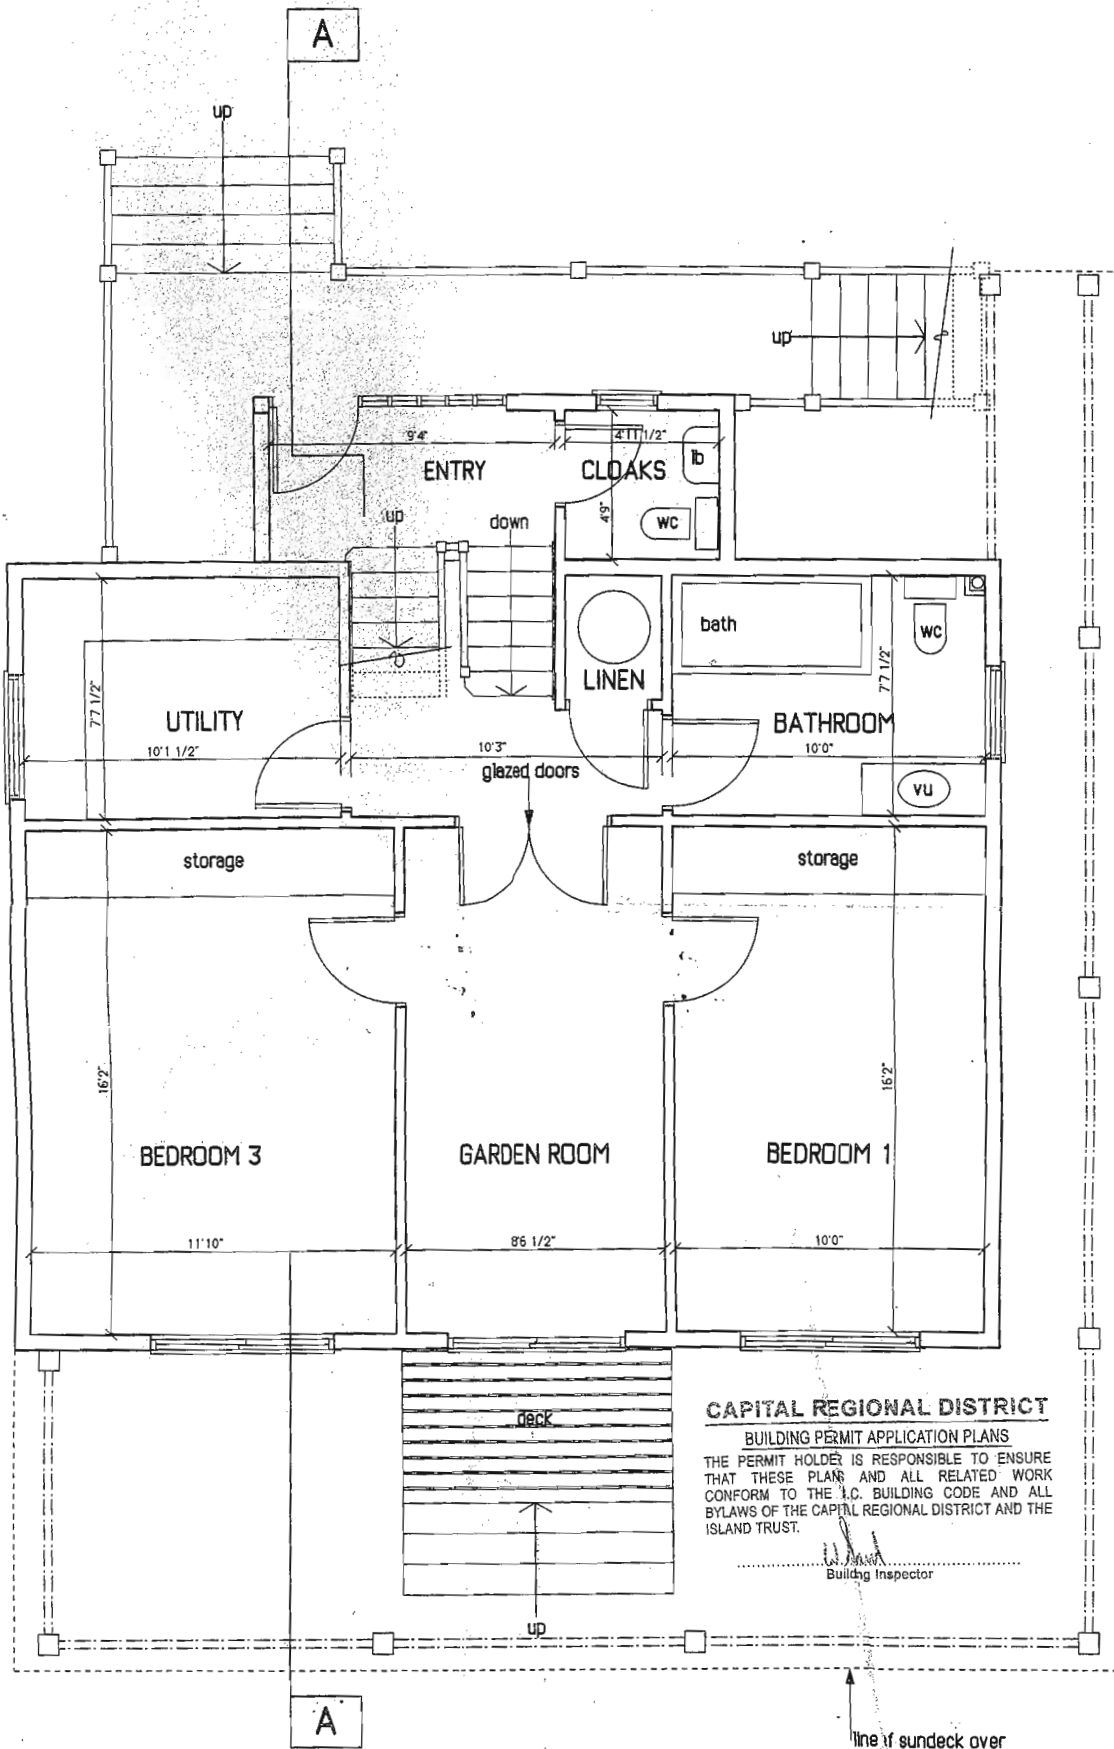 A
up
up
9'4"
4'11 1/2"
ENTRY
CLOAKS
lb
4'9"
wc
up
down
bath
wc
LINEN
7'7 1/2"
7'7 1/2"
UTILITY
BATHROOM
10'1 1/2"
10'3"
10'0"
glazed doors
vu
storage
storage
16'2"
16'2"
BEDROOM 3
GARDEN ROOM
BEDROOM 1
11'10"
8'6 1/2"
10'0"
deck
CAPITAL REGIONAL DISTRICT
BUILDING PERMIT APPLICATION PLANS
THE PERMIT HOLDER IS RESPONSIBLE TO ENSURE
THAT THESE PLANS AND ALL RELATED WORK
CONFORM TO THE B.C. BUILDING CODE AND ALL
BYLAWS OF THE CAPITAL REGIONAL DISTRICT AND THE
ISLAND TRUST.
Building Inspector
up
A
line of sundeck over